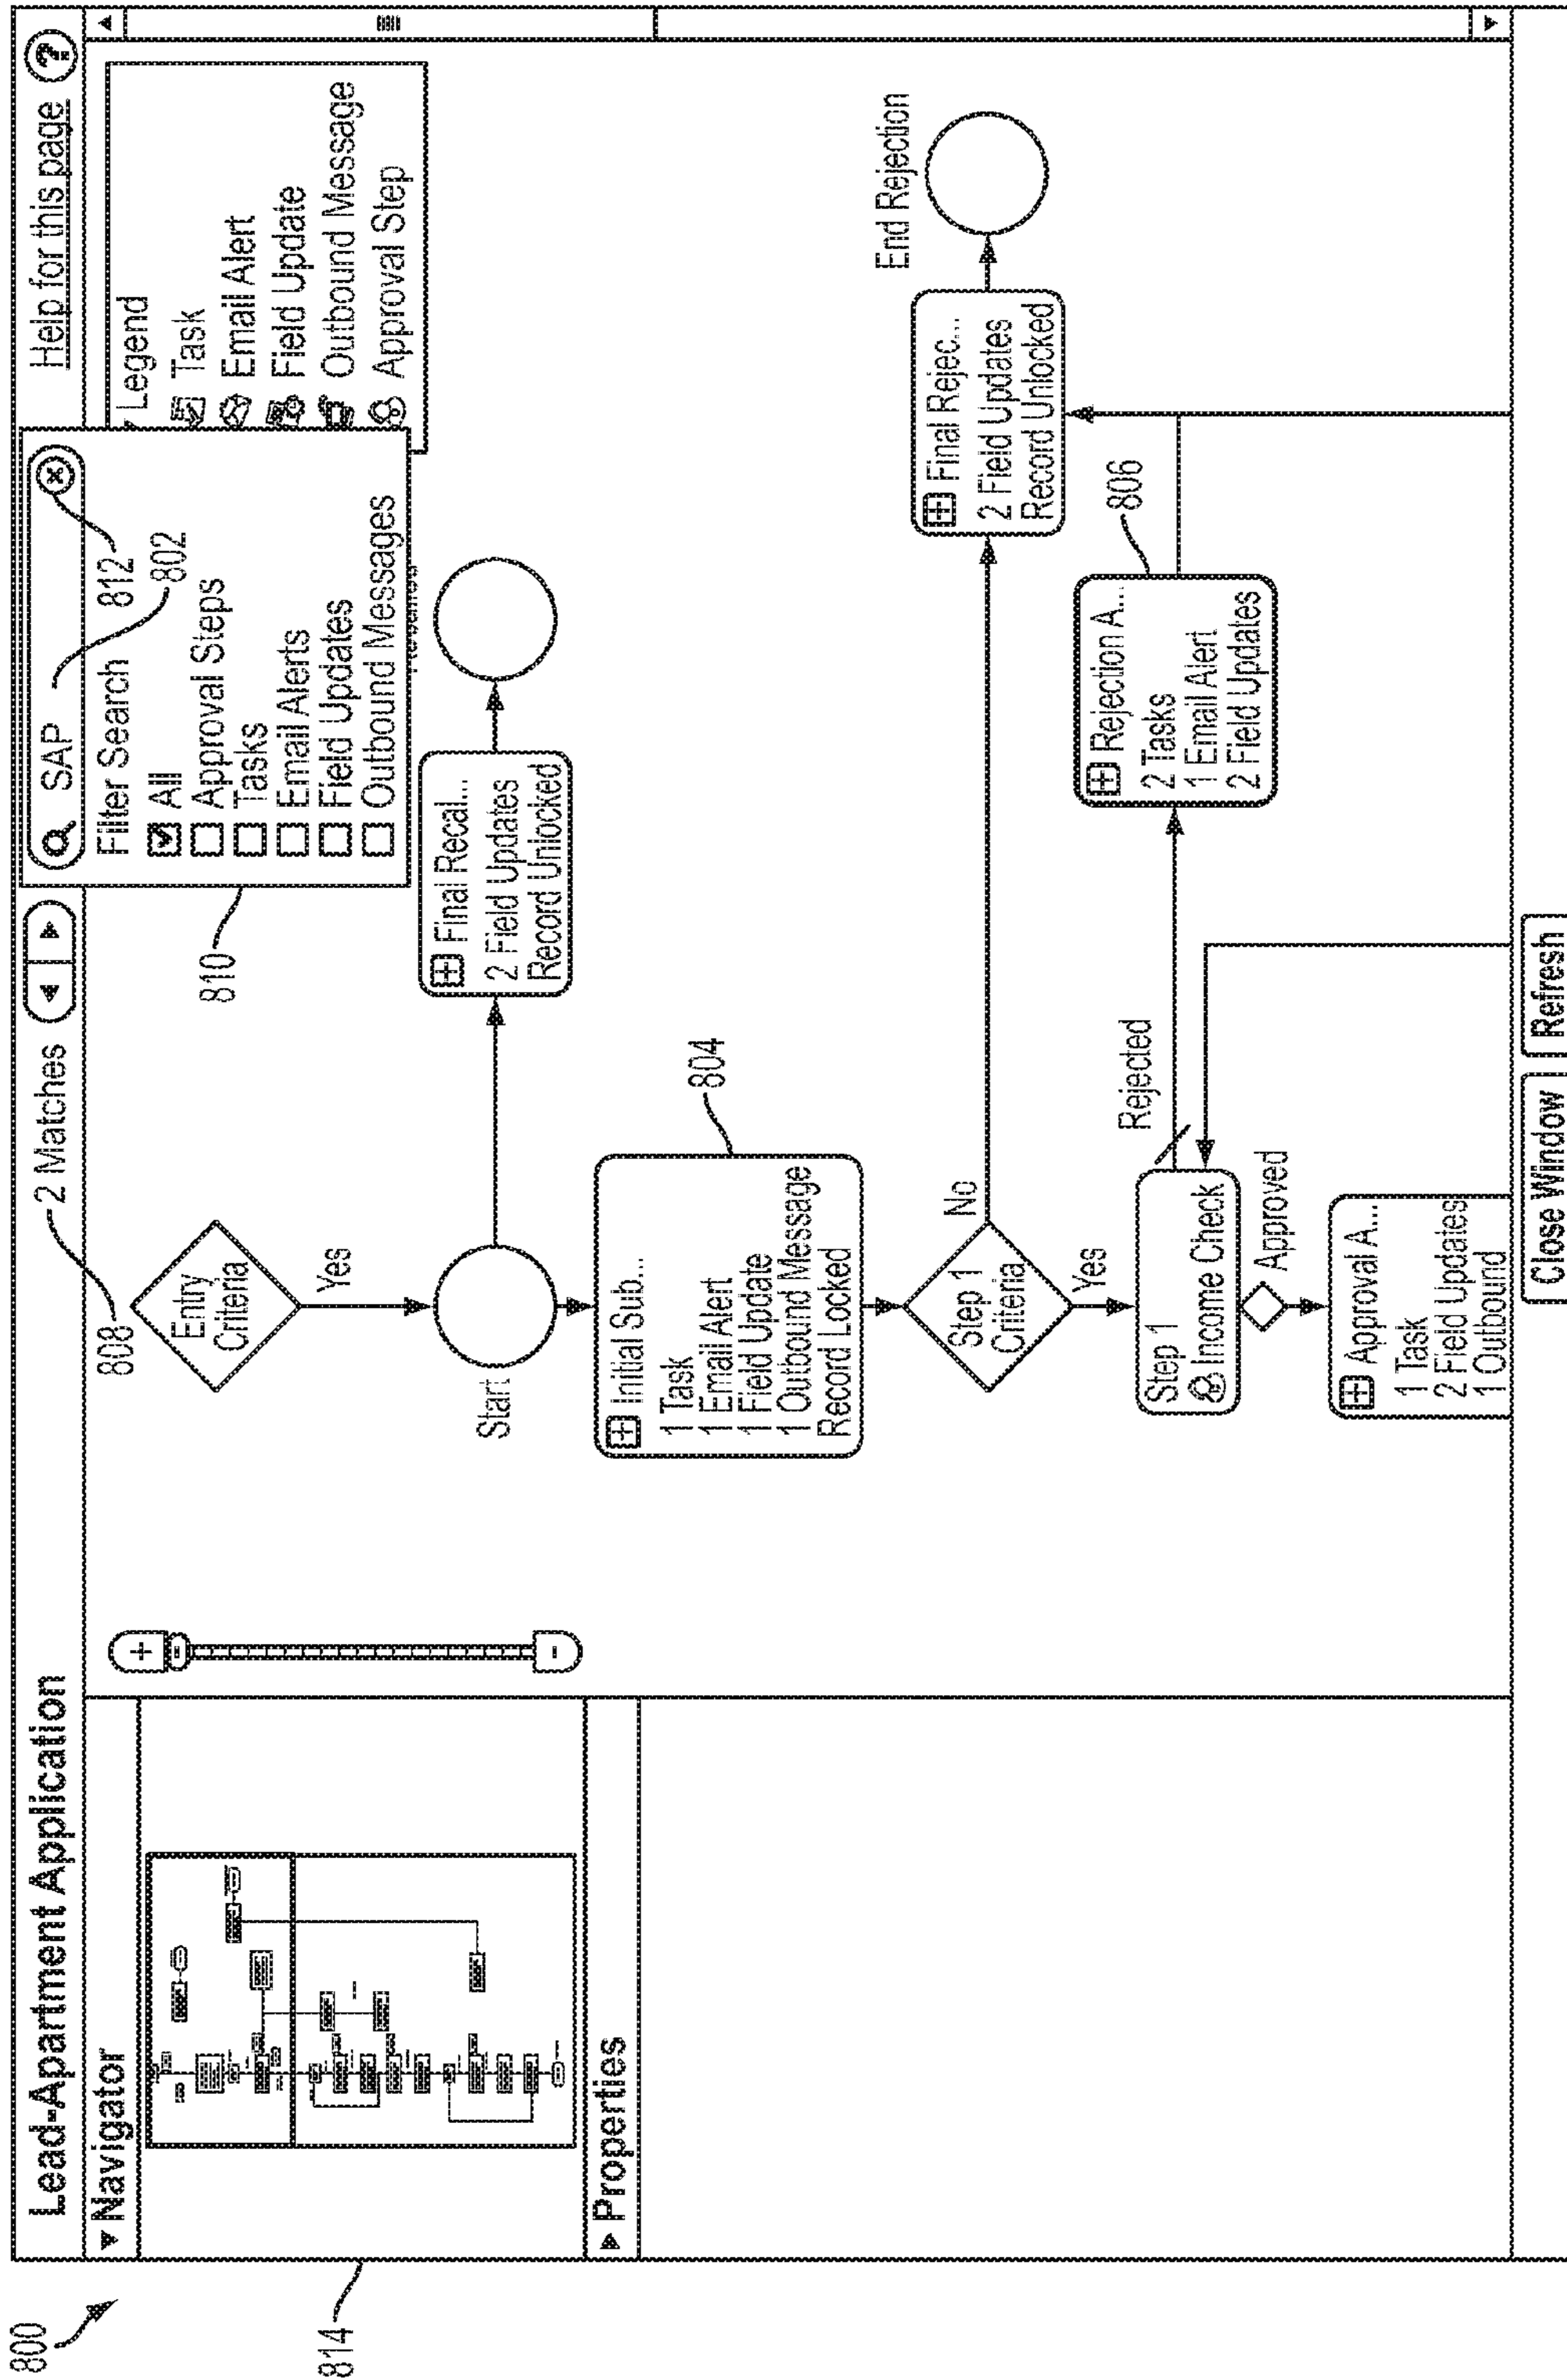 800
Lead-Apartment Application
808
2 Matches
SAP
Help for this page
?
Navigator
814
Properties
+
-
812
802
810
Filter Search
All
Approval Steps
Tasks
Email Alerts
Field Updates
Outbound Messages
Legend
Task
Email Alert
Field Update
Outbound Message
Approval Step
Entry
Criteria
Yes
Start
Final Recal...
2 Field Updates
Record Unlocked
804
Initial Sub...
1 Task
1 Email Alert
1 Field Update
1 Outbound Message
Record Locked
Step 1
Criteria
No
Yes
Final Rejec...
2 Field Updates
Record Unlocked
End Rejection
Step 1
Income Check
Rejected
806
Rejection A...
2 Tasks
1 Email Alert
2 Field Updates
Approved
Approval A...
1 Task
2 Field Updates
1 Outbound
Close Window
Refresh